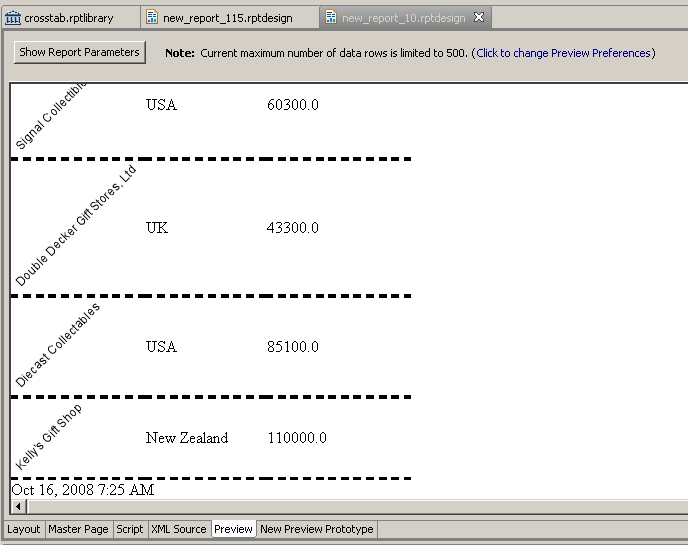 crosstab.rptlibrary new_report_115.rptdesign new_report_10.rptdesign
Show Report Parameters Note: Current maximum number of data rows is limited to 500. (Click to change Preview Preferences)
Signal Collectible USA 60300.0
Double Decker Gift Stores, Ltd UK 43300.0
Diecast Collectables USA 85100.0
Kelly's Gift Shop New Zealand 110000.0
Oct 16, 2008 7:25 AM
Layout Master Page Script XML Source Preview New Preview Prototype